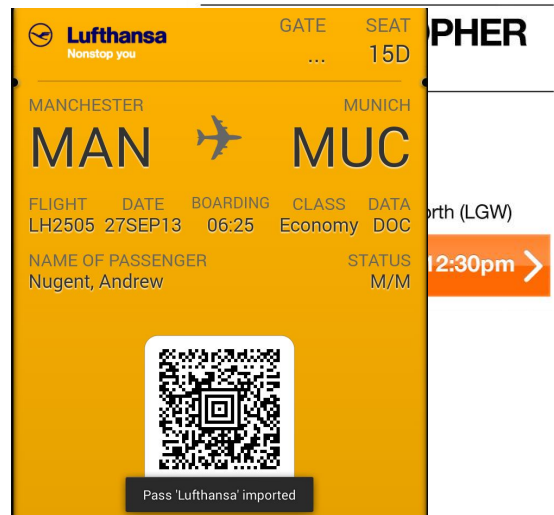 Lufthansa
Nonstop you
GATE SEAT
... 15D
MANCHESTER MUNICH
MAN MUC
FLIGHT DATE BOARDING CLASS DATA
LH2505 27SEP13 06:25 Economy DOC
NAME OF PASSENGER STATUS
Nugent, Andrew M/M
Pass 'Lufthansa' imported
PHER
orth (LGW)
12:30pm